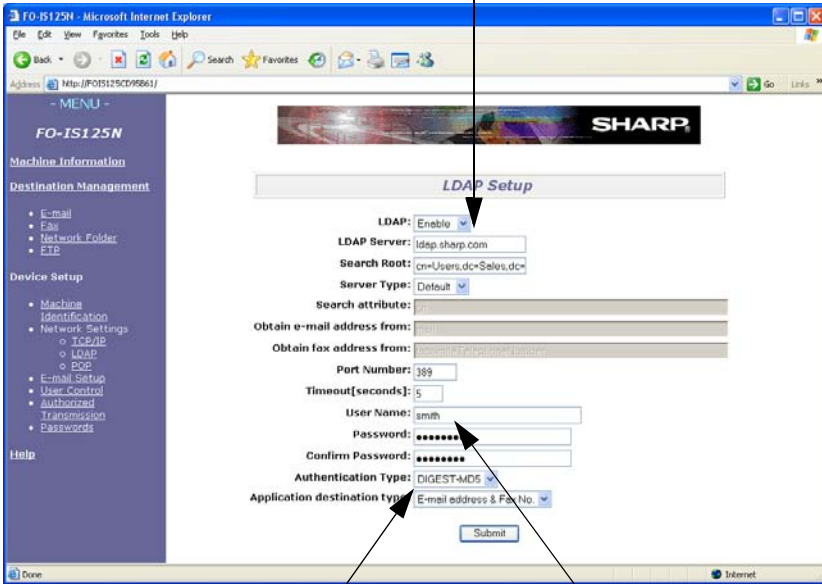 FO-IS125N - Microsoft Internet Explorer
File Edit View Favorites Tools Help
Back Search Favorites
Address http://FOIS125CD95B61/ Go Links
- MENU -
FO-IS125N
Machine Information
Destination Management
E-mail
Fax
Network Folder
FTP
Device Setup
Machine Identification
Network Settings
TCP/IP
LDAP
POP
E-mail Setup
User Control
Authorized Transmission
Passwords
Help
SHARP
LDAP Setup
LDAP: Enable
LDAP Server: ldap.sharp.com
Search Root: cn=Users,dc=Sales,dc=
Server Type: Default
Search attribute: cn
Obtain e-mail address from: mail
Obtain fax address from:
Port Number: 389
Timeout[seconds]: 5
User Name: smith
Password: ●●●●●●●
Confirm Password: ●●●●●●●●
Authentication Type: DIGEST-MD5
Application destination type: E-mail address & Fax No.
Submit
Done Internet